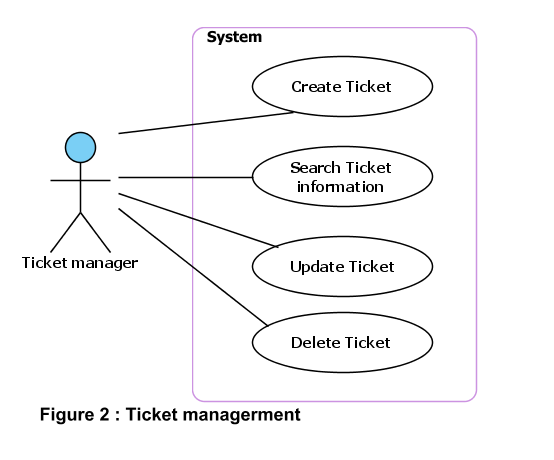 System
Create Ticket
Search Ticket
information
Update Ticket
Ticket manager
Delete Ticket
Figure 2 : Ticket managerment